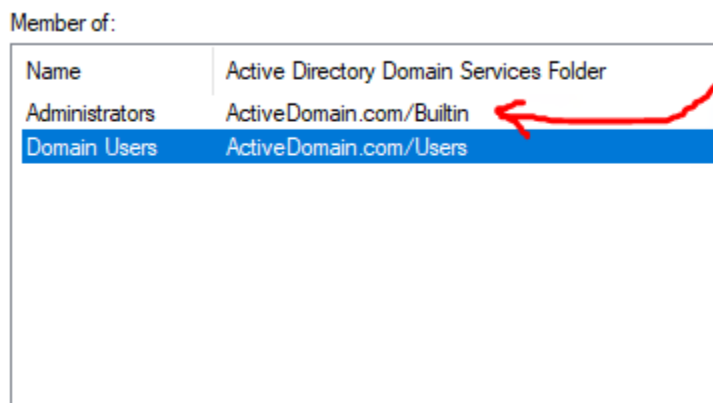 Member of:
Name Active Directory Domain Services Folder
Administrators ActiveDomain.com/Builtin
Domain Users ActiveDomain.com/Users